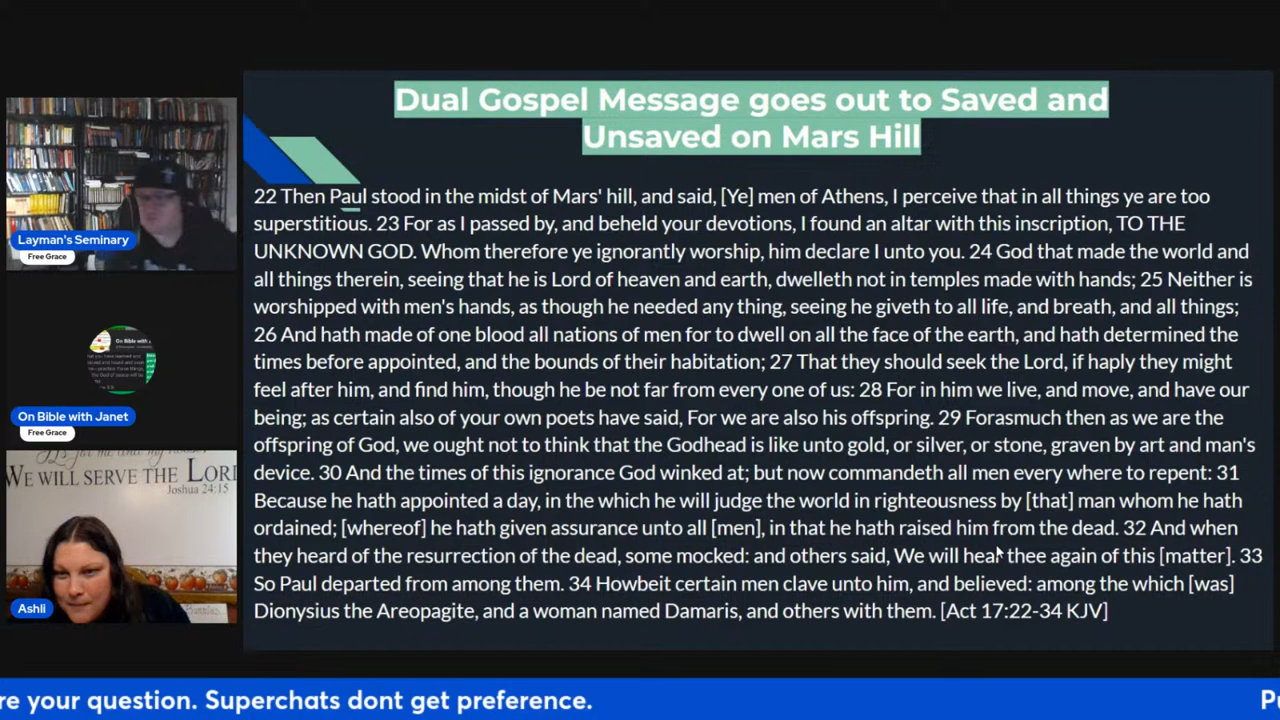 Dual Gospel Message goes out to Saved and
Unsaved on Mars Hill
22 Then Paul stood in the midst of Mars' hill, and said, [Ye] men of Athens, I perceive that in all things ye are too
superstitious. 23 For as I passed by, and beheld your devotions, I found an altar with this inscription, TO THE
UNKNOWN GOD. Whom therefore ye ignorantly worship, him declare I unto you. 24 God that made the world and
all things therein, seeing that he is Lord of heaven and earth, dwelleth not in temples made with hands; 25 Neither is
worshipped with men's hands, as though he needed any thing, seeing he giveth to all life, and breath, and all things;
26 And hath made of one blood all nations of men for to dwell on all the face of the earth, and hath determined the
times before appointed, and the bounds of their habitation; 27 That they should seek the Lord, if haply they might
feel after him, and find him, though he be not far from every one of us: 28 For in him we live, and move, and have our
being; as certain also of your own poets have said, For we are also his offspring. 29 Forasmuch then as we are the
offspring of God, we ought not to think that the Godhead is like unto gold, or silver, or stone, graven by art and man's
device. 30 And the times of this ignorance God winked at; but now commandeth all men every where to repent: 31
Because he hath appointed a day, in the which he will judge the world in righteousness by [that] man whom he hath
ordained; [whereof] he hath given assurance unto all [men], in that he hath raised him from the dead. 32 And when
they heard of the resurrection of the dead, some mocked: and others said, We will hear thee again of this [matter]. 33
So Paul departed from among them. 34 Howbeit certain men clave unto him, and believed: among the which [was]
Dionysius the Areopagite, and a woman named Damaris, and others with them. [Act 17:22-34 KJV]
Layman's Seminary
Free Grace
On Bible with
On Bible with Janet
Free Grace
WE WILL SERVE THE LORD
Joshua 24:15
Ashli
re your question. Superchats dont get preference.